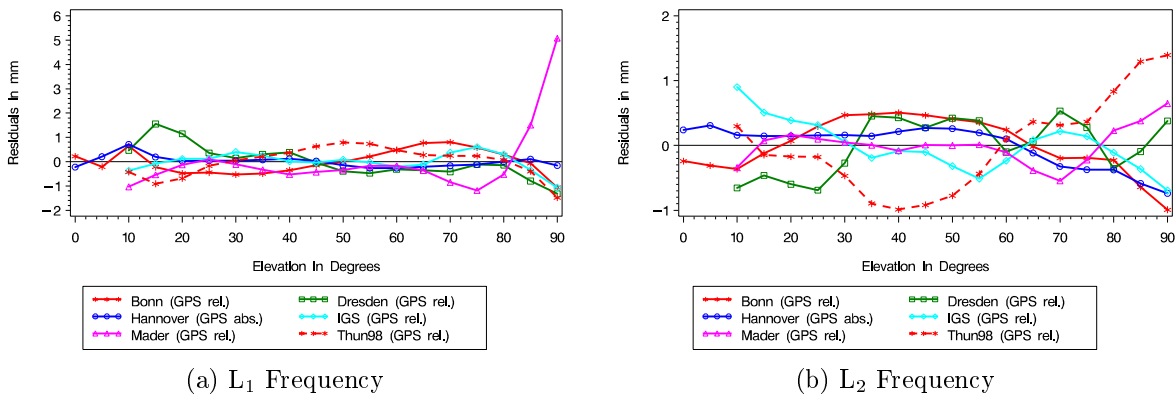 6
5
4
3
2
1
0
−1
−2
Residuals in mm
0 10 20 30 40 50 60 70 80 90
Elevation In Degrees
Bonn (GPS rel.) Dresden (GPS rel.)
Hannover (GPS abs.) IGS (GPS rel.)
Mader (GPS rel.) Thun98 (GPS rel.)
(a) L₁ Frequency
2
1
0
−1
Residuals in mm
0 10 20 30 40 50 60 70 80 90
Elevation In Degrees
Bonn (GPS rel.) Dresden (GPS rel.)
Hannover (GPS abs.) IGS (GPS rel.)
Mader (GPS rel.) Thun98 (GPS rel.)
(b) L₂ Frequency